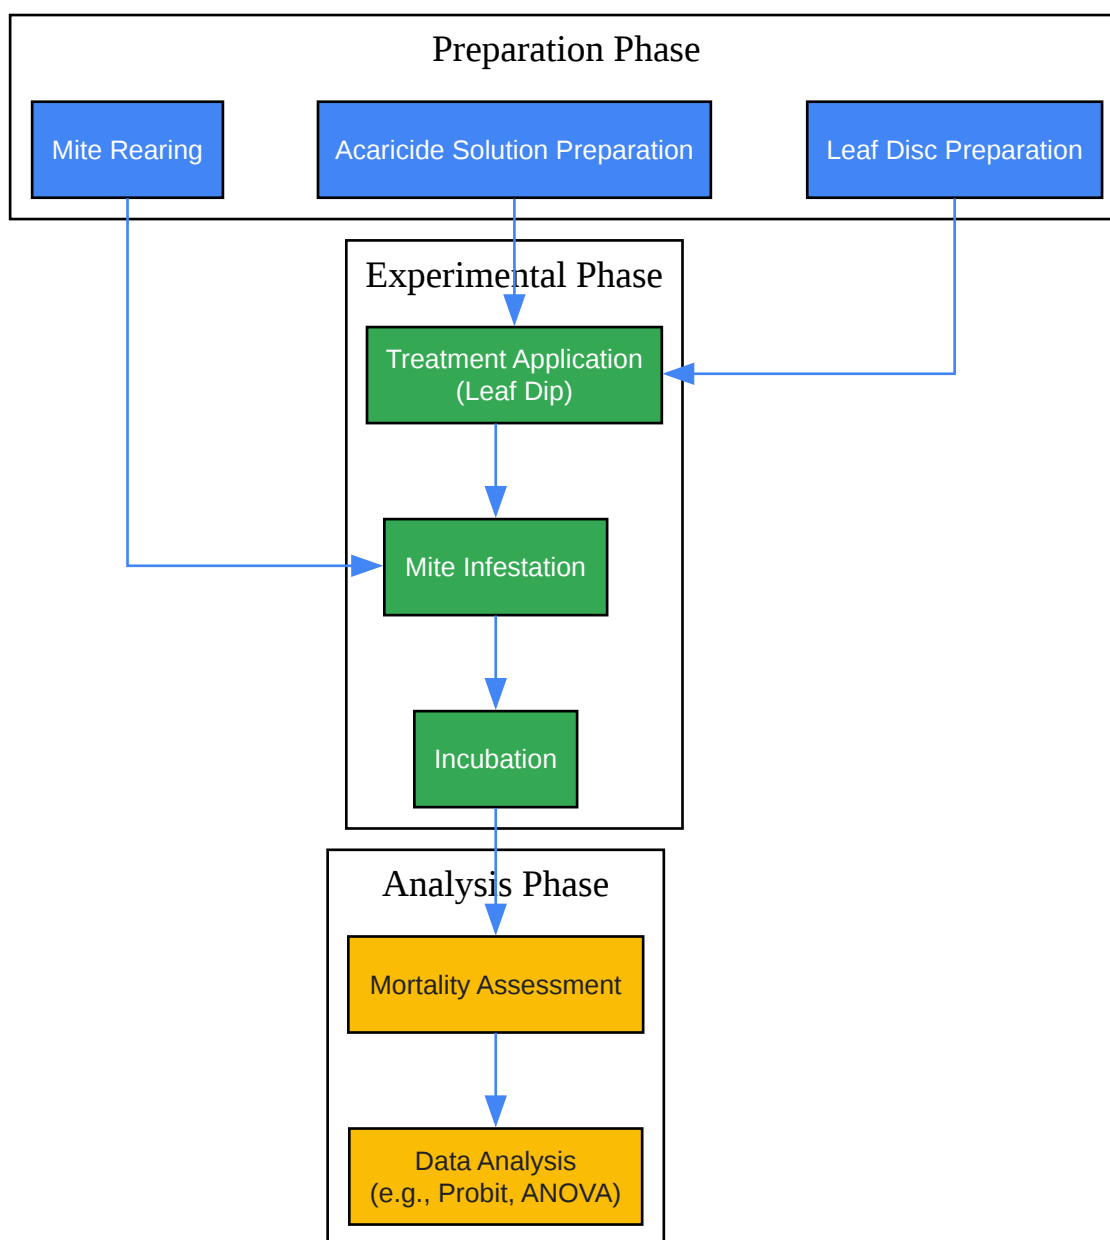 Preparation Phase
Mite Rearing
Acaricide Solution Preparation
Leaf Disc Preparation
Experimental Phase
Treatment Application
(Leaf Dip)
Mite Infestation
Incubation
Analysis Phase
Mortality Assessment
Data Analysis
(e.g., Probit, ANOVA)